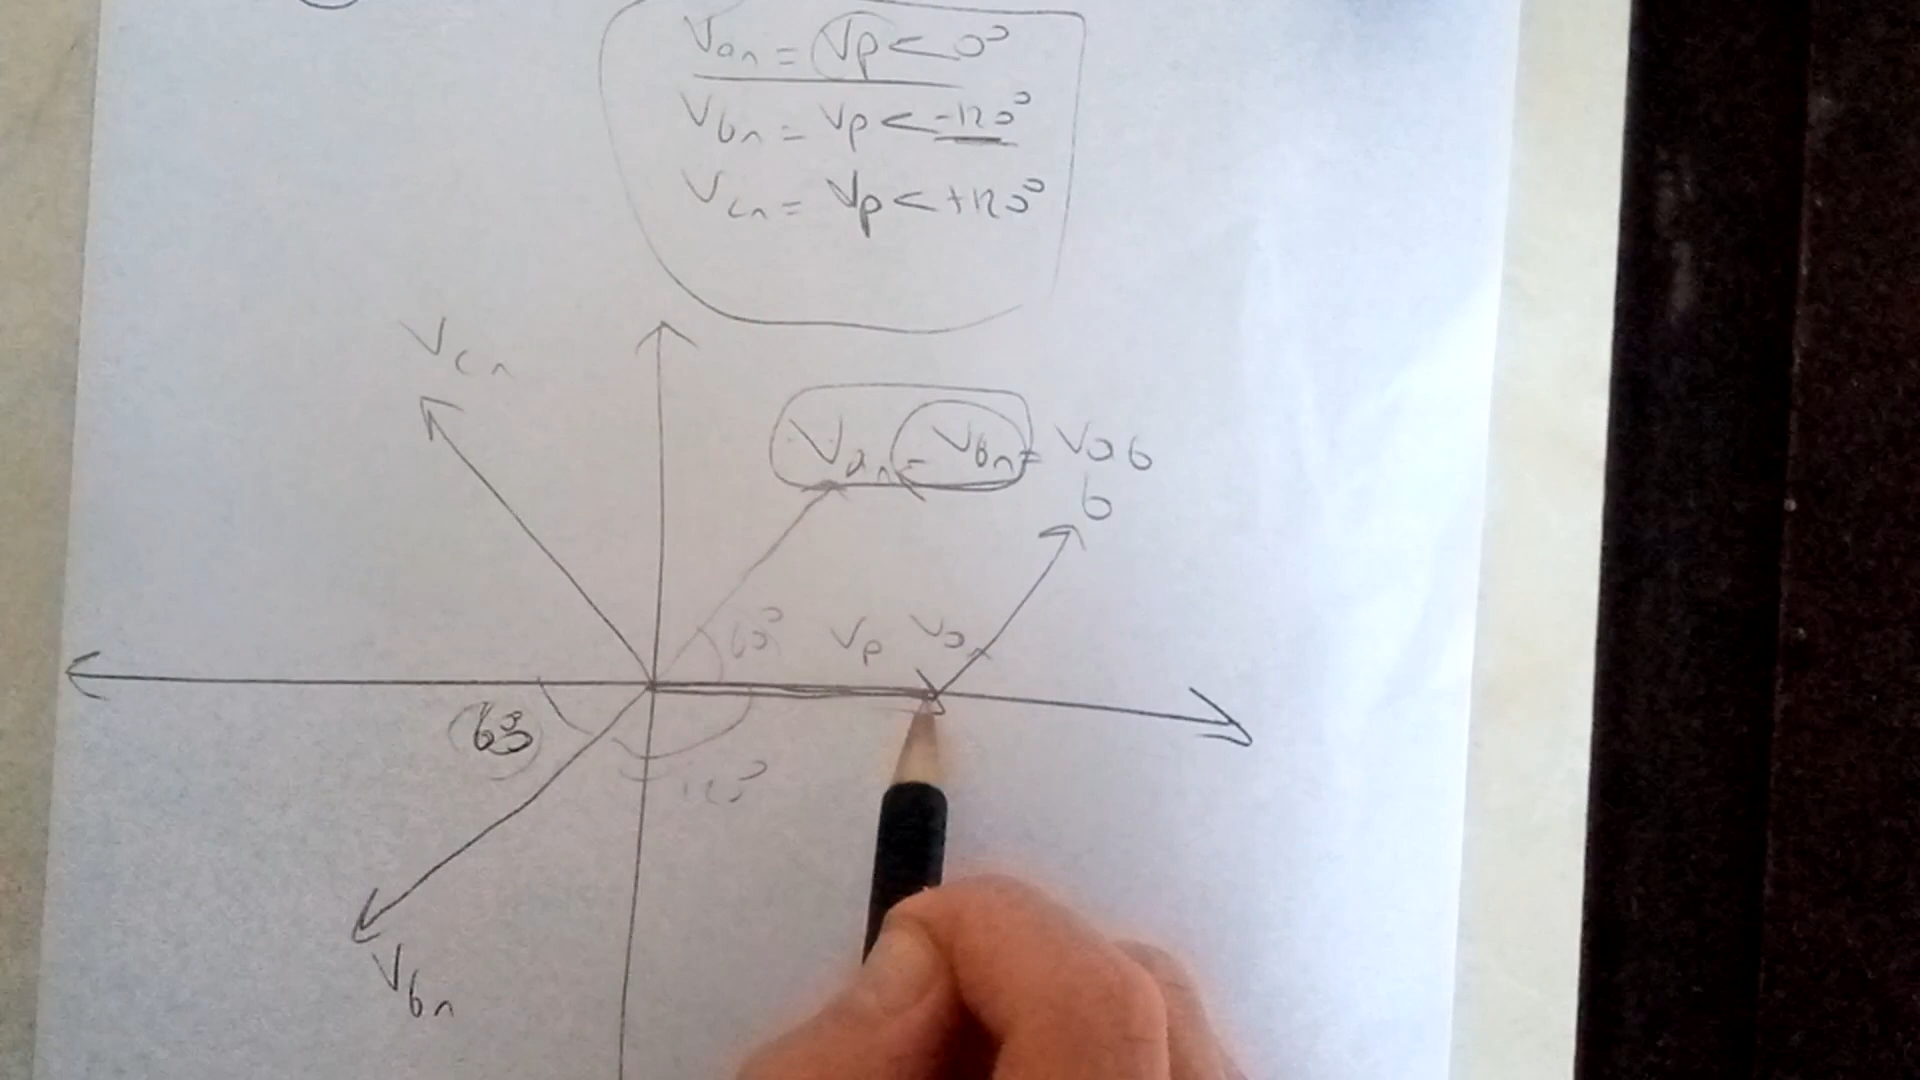 Van = Vp < 0°
Vbn = Vp < -120°
Vcn = Vp < +120°
Vcn
Van - Vbn = Vab
b
60°
Vp Van
60
120°
Vbn